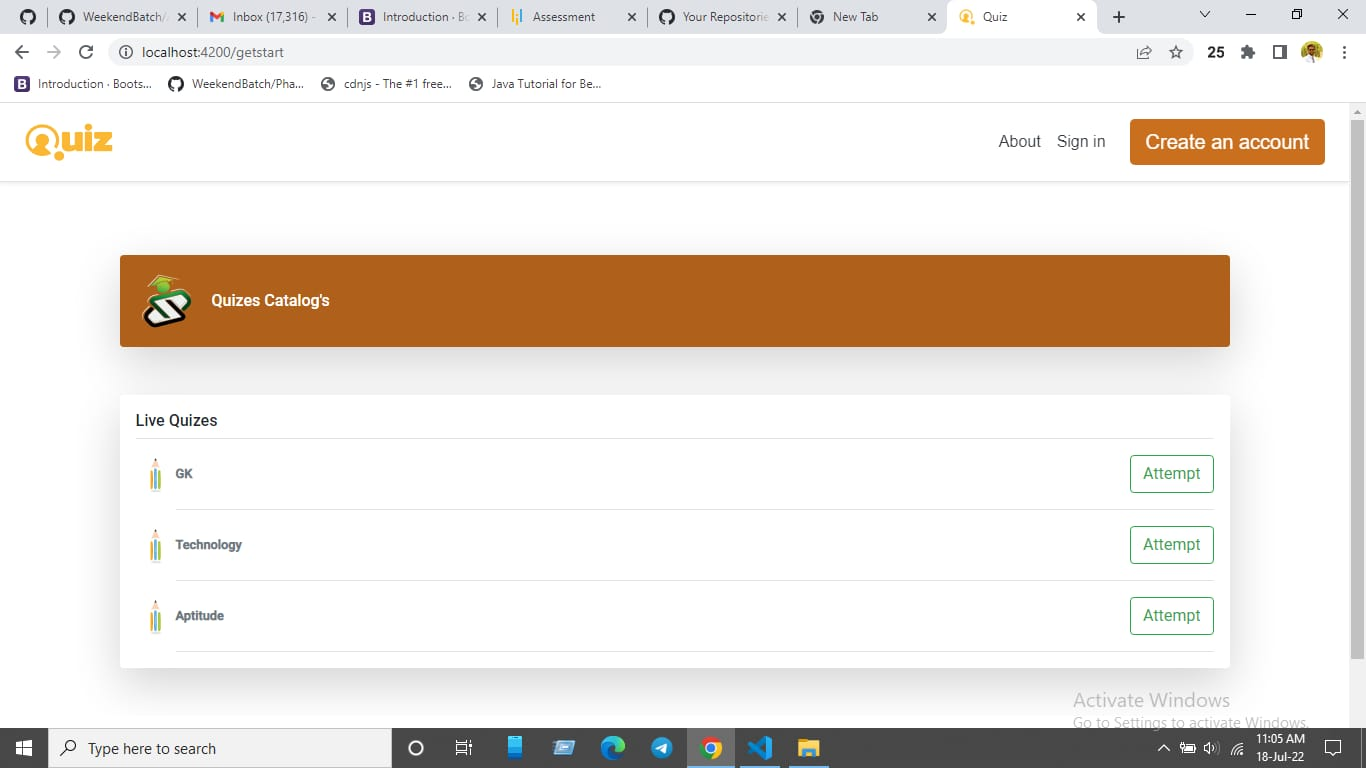 WeekendBatch/
Inbox (17,316) -
B
Introduction · Bo
Assessment
Your Repositorie
New Tab
Quiz
localhost:4200/getstart
25
B
Introduction · Boots...
WeekendBatch/Pha...
cdnjs - The #1 free...
Java Tutorial for Be...
Quiz
About
Sign in
Create an account
Quizes Catalog's
Live Quizes
GK
Attempt
Technology
Attempt
Aptitude
Attempt
Activate Windows
Go to Settings to activate Windows.
Type here to search
11:05 AM
18-Jul-22